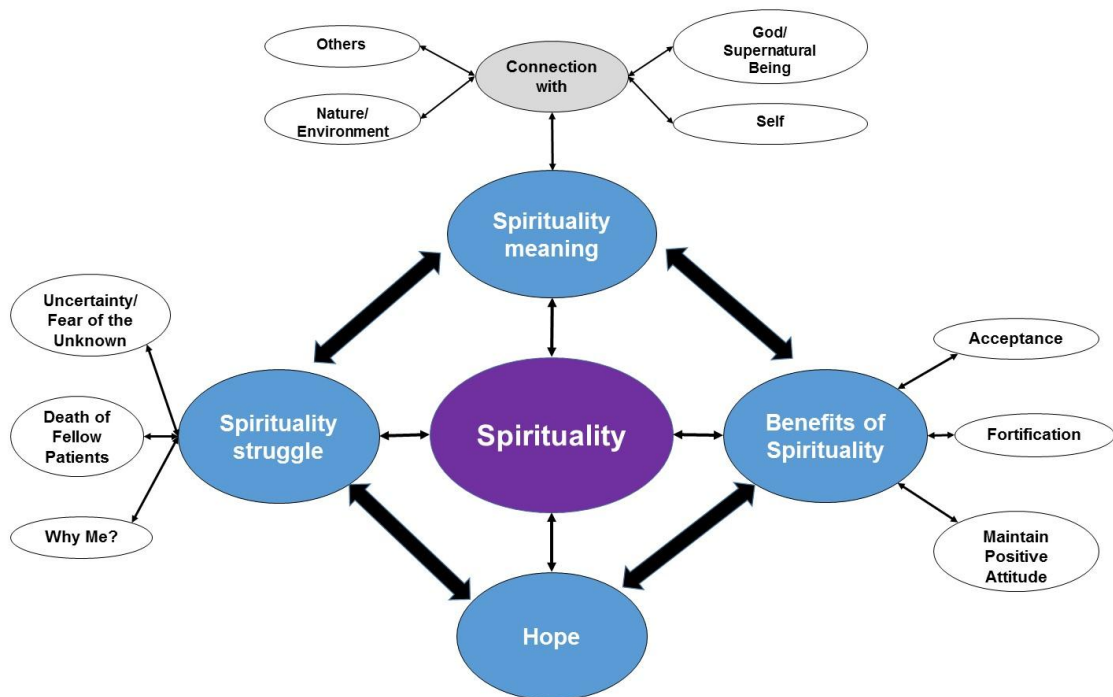 Others
Connection
with
God/
Supernatural
Being
Nature/
Environment
Self
Spirituality
meaning
Uncertainty/
Fear of the
Unknown
Death of
Fellow
Patients
Why Me?
Spirituality
struggle
Spirituality
Benefits of
Spirituality
Acceptance
Fortification
Maintain
Positive
Attitude
Hope